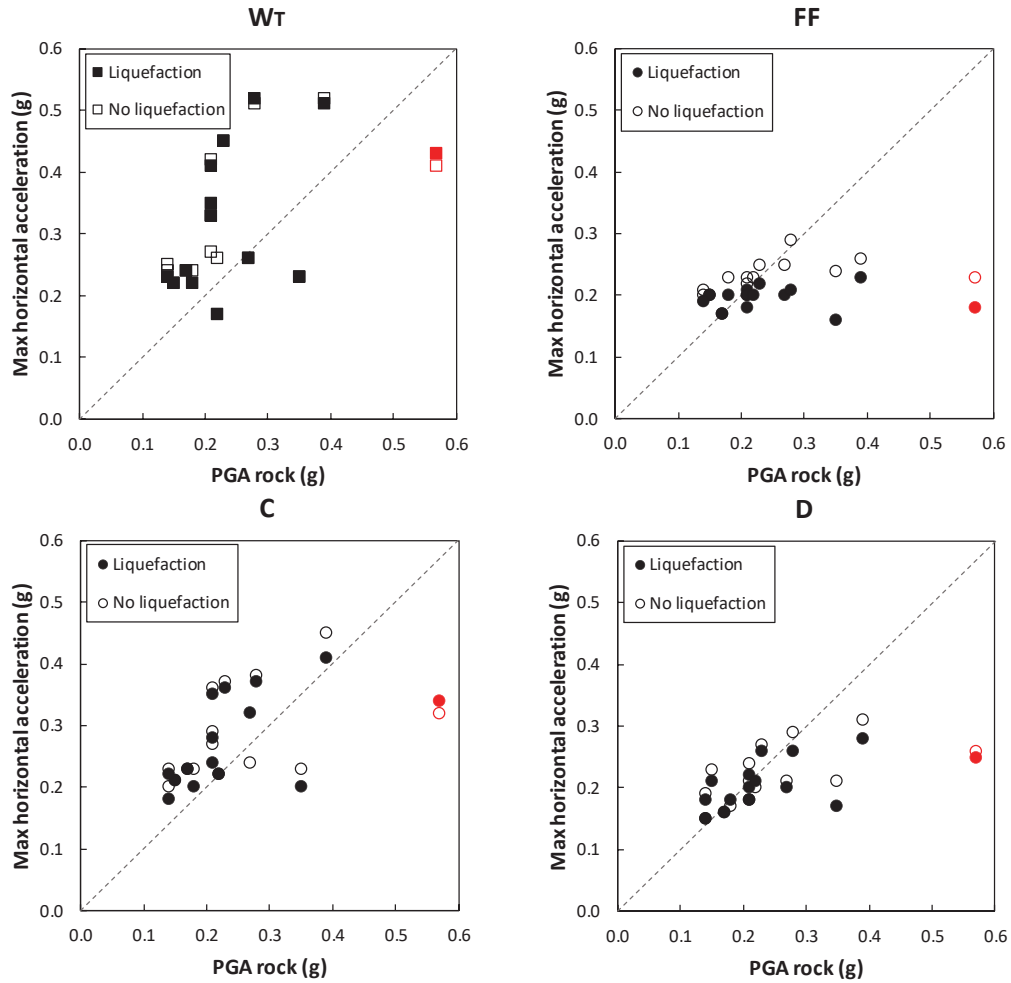 WT
Max horizontal acceleration (g)
0.6
0.5
0.4
0.3
0.2
0.1
0.0
Liquefaction
No liquefaction
0.0 0.1 0.2 0.3 0.4 0.5 0.6
PGA rock (g)
FF
Max horizontal acceleration (g)
0.6
0.5
0.4
0.3
0.2
0.1
0.0
Liquefaction
No liquefaction
0.0 0.1 0.2 0.3 0.4 0.5 0.6
PGA rock (g)
C
Max horizontal acceleration (g)
0.6
0.5
0.4
0.3
0.2
0.1
0.0
Liquefaction
No liquefaction
0.0 0.1 0.2 0.3 0.4 0.5 0.6
PGA rock (g)
D
Max horizontal acceleration (g)
0.6
0.5
0.4
0.3
0.2
0.1
0.0
Liquefaction
No liquefaction
0.0 0.1 0.2 0.3 0.4 0.5 0.6
PGA rock (g)